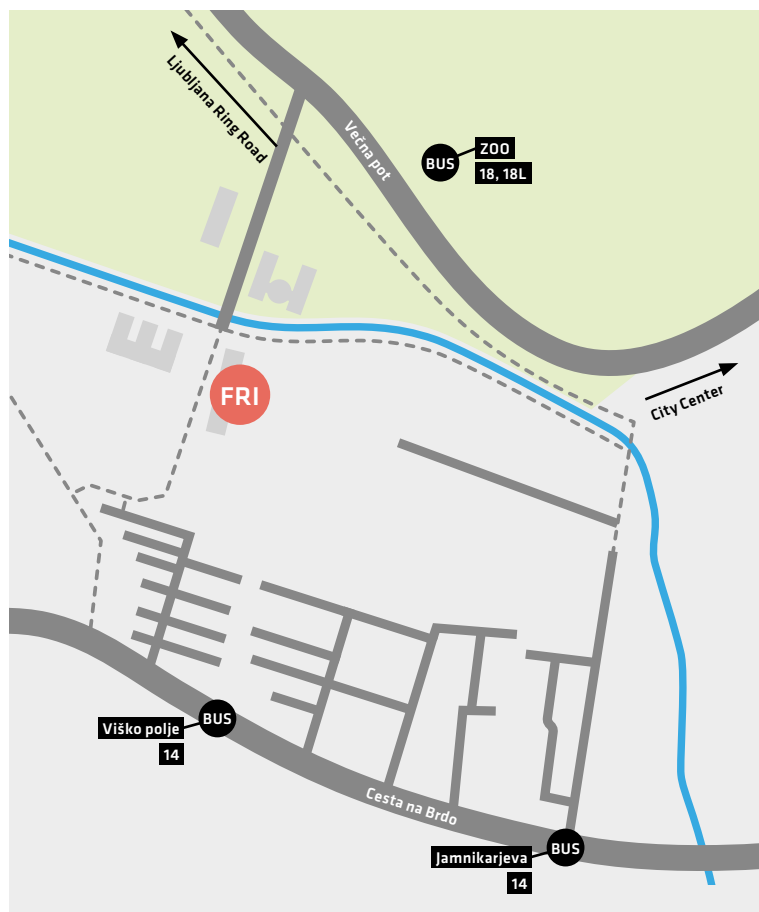 Ljubljana Ring Road
Večna pot
BUS
ZOO
18, 18L
FRI
City Center
BUS
Viško polje
14
Cesta na Brdo
BUS
Jamnikarjeva
14